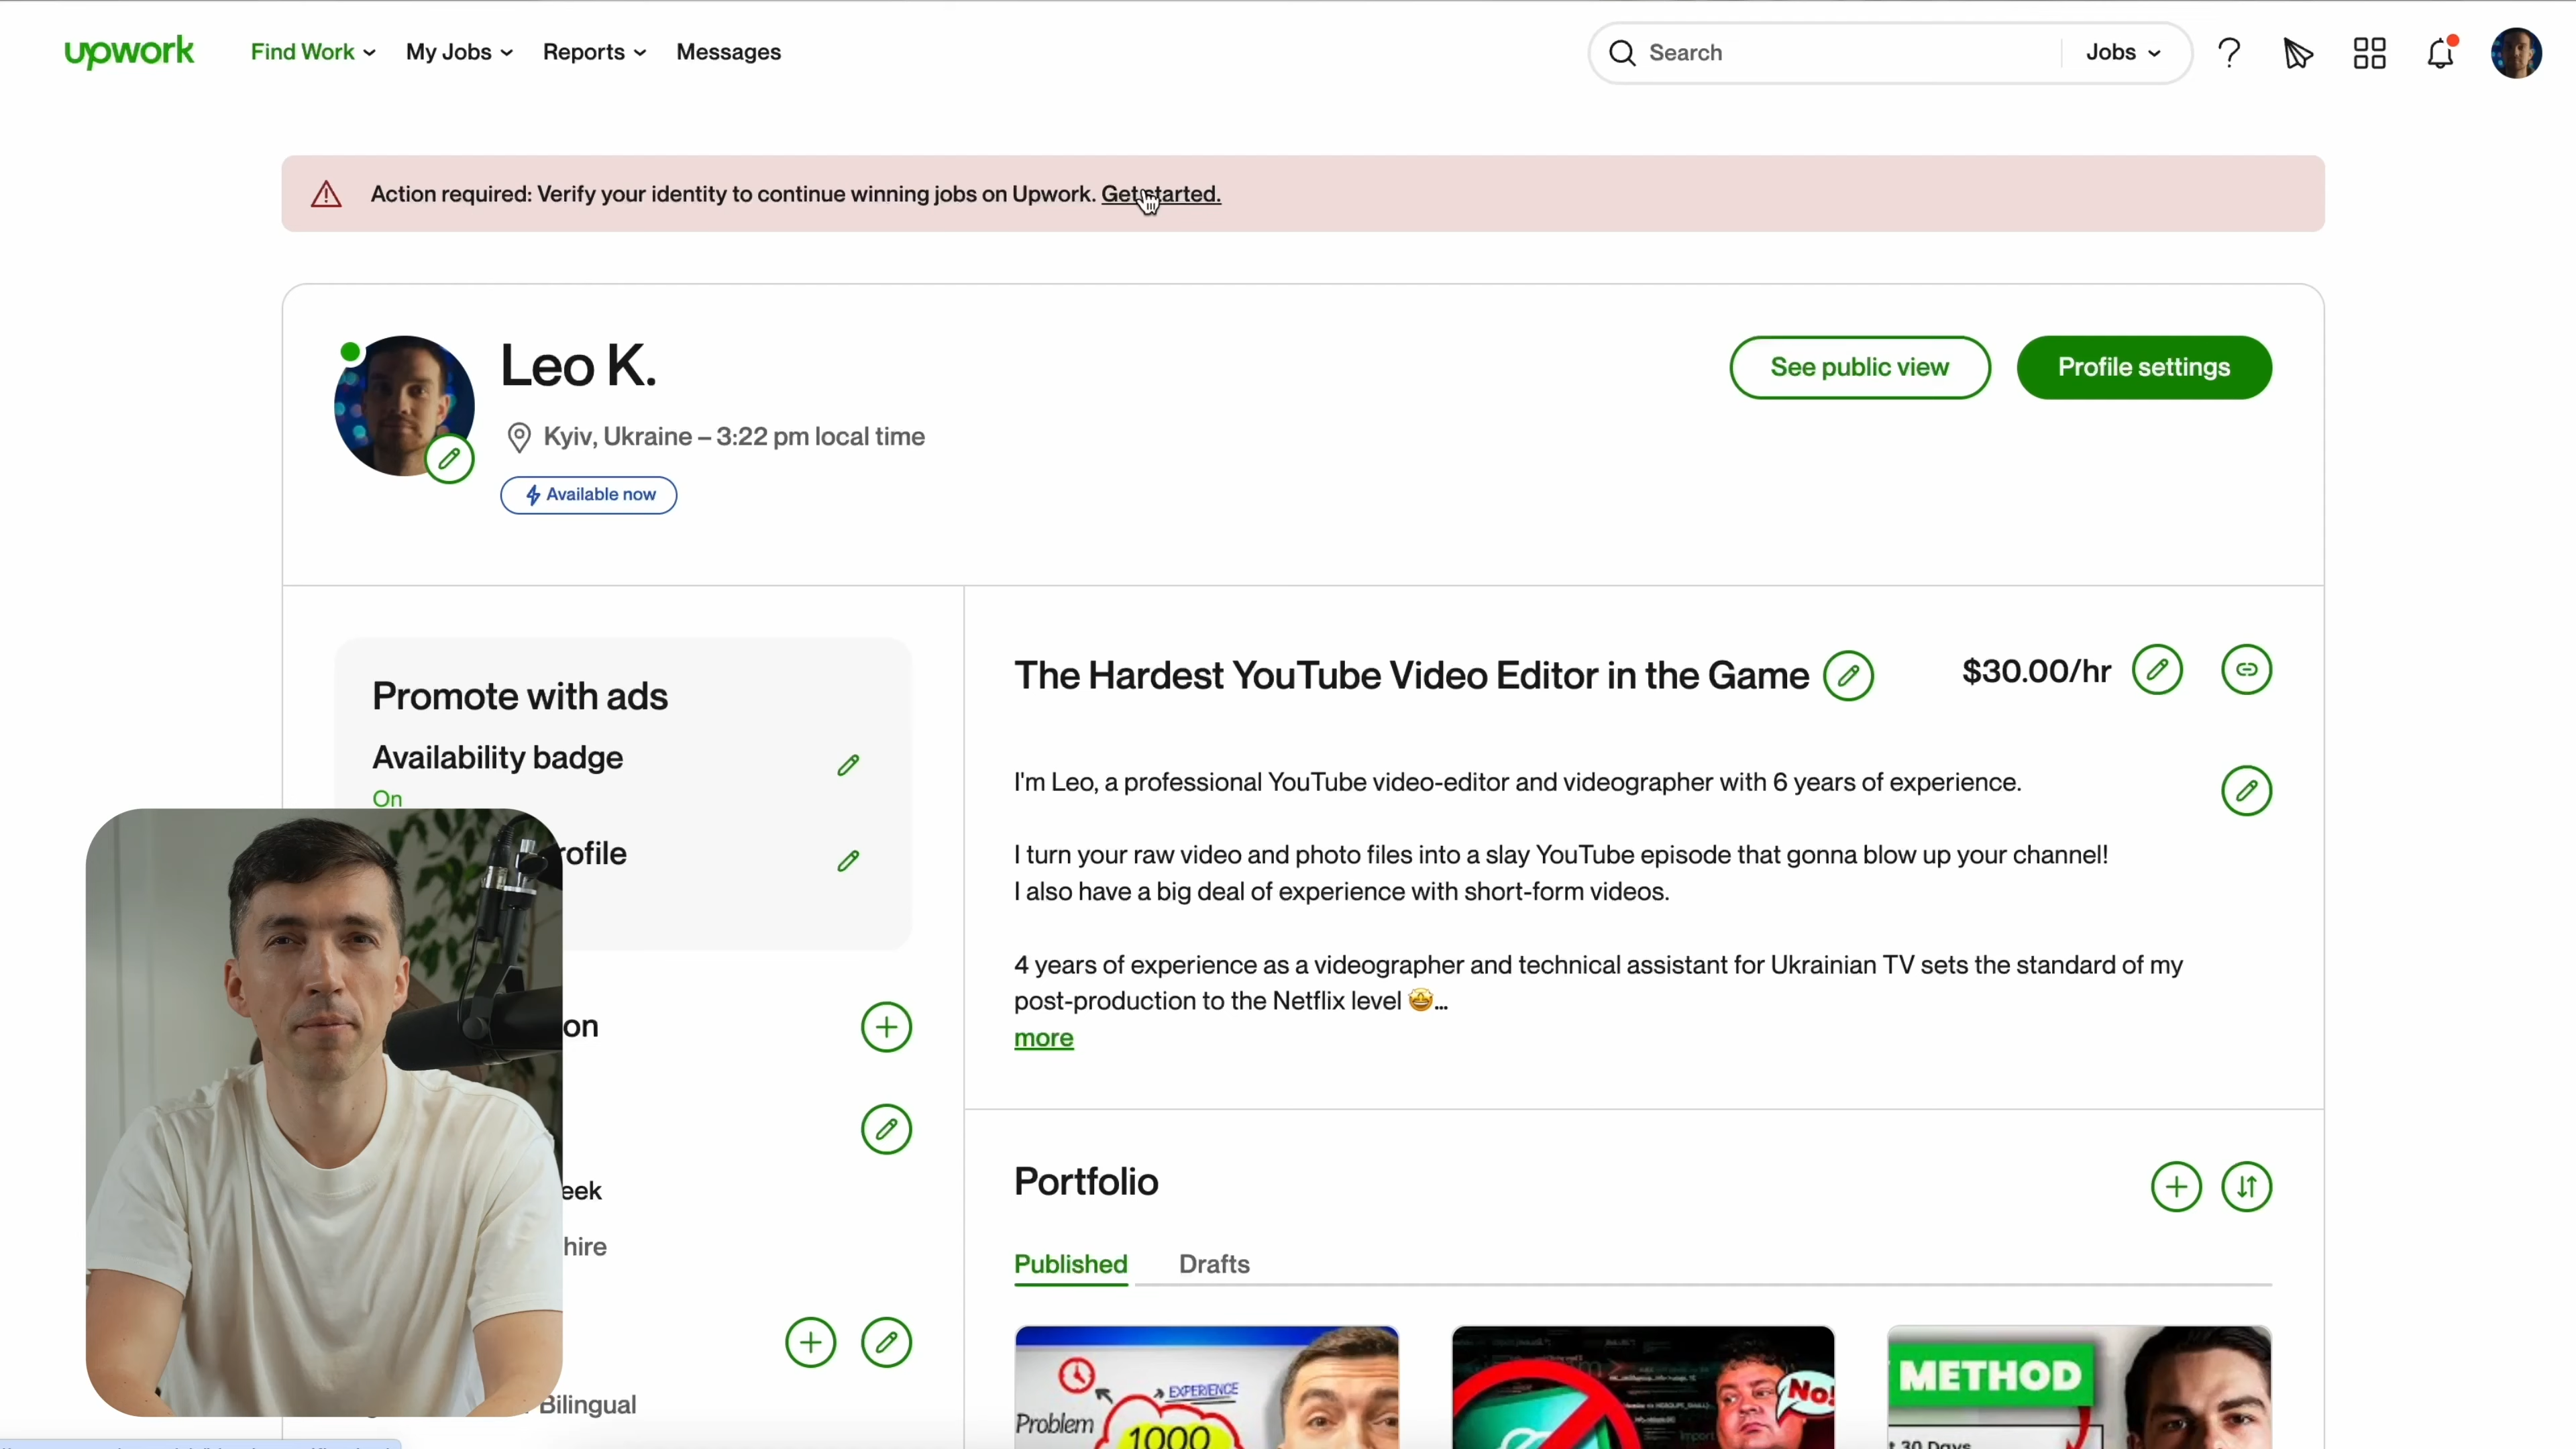 upwork
Find Work
My Jobs
Reports
Messages
Search
Jobs
Action required: Verify your identity to continue winning jobs on Upwork. Get started.
Leo K.
Kyiv, Ukraine – 3:22 pm local time
Available now
See public view
Profile settings
Promote with ads
Availability badge
On
rofile
on
eek
hire
Bilingual
The Hardest YouTube Video Editor in the Game
$30.00/hr
I'm Leo, a professional YouTube video-editor and videographer with 6 years of experience.
I turn your raw video and photo files into a slay YouTube episode that gonna blow up your channel!
I also have a big deal of experience with short-form videos.
4 years of experience as a videographer and technical assistant for Ukrainian TV sets the standard of my
post-production to the Netflix level 🤩...
more
Portfolio
Published
Drafts
EXPERIENCE
Problem
1000
No!
METHOD
30 Days